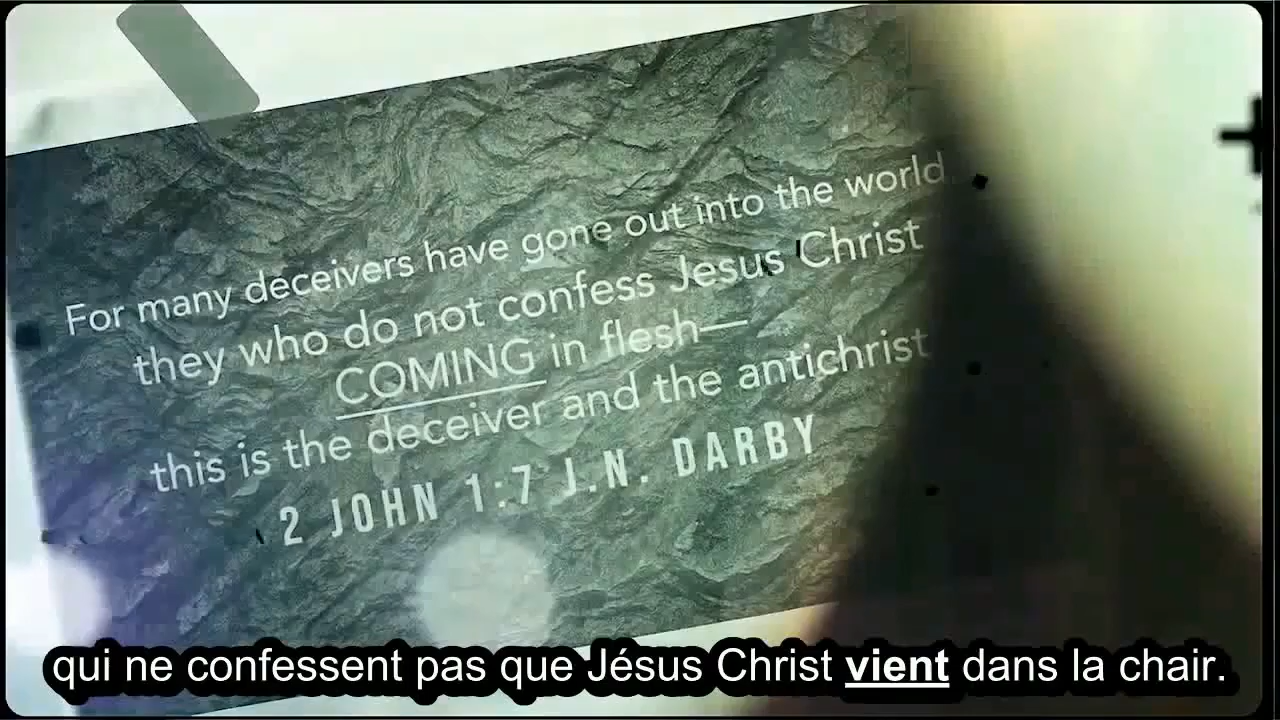 For many deceivers have gone out into the world,
they who do not confess Jesus Christ
COMING in flesh—
this is the deceiver and the antichrist
2 JOHN 1:7 J.N. DARBY
qui ne confessent pas que Jésus Christ vient dans la chair.